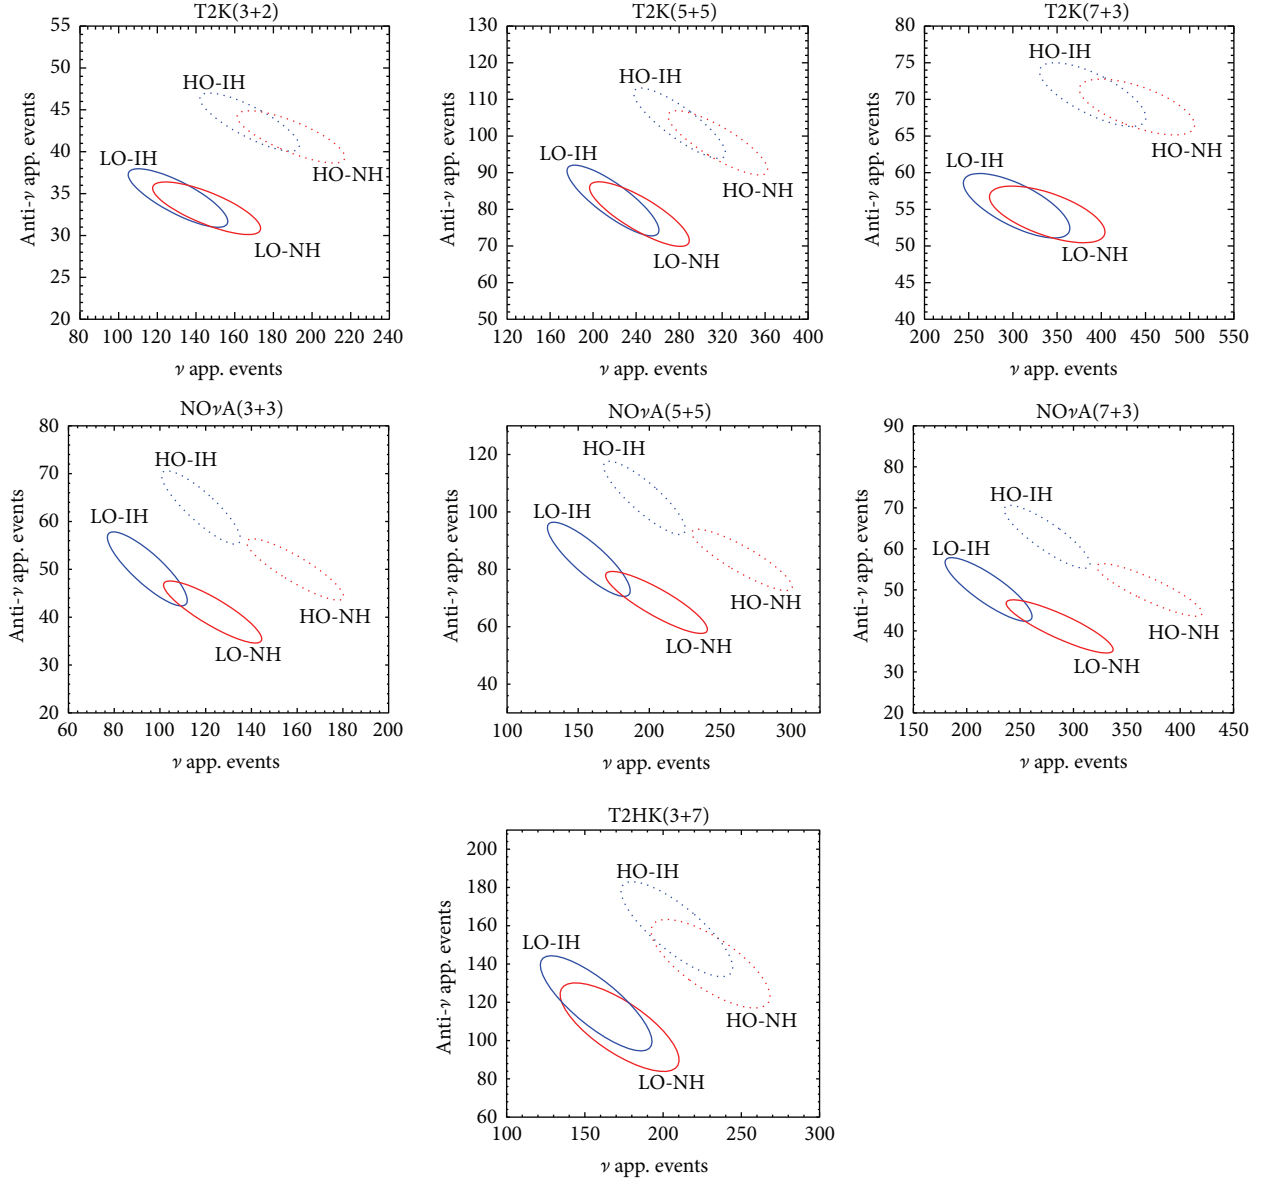 T2K(3+2)
55
50
45
40
35
30
25
20
80 100 120 140 160 180 200 220 240
Anti-ν app. events
ν app. events
HO-IH
HO-NH
LO-IH
LO-NH
T2K(5+5)
130
120
110
100
90
80
70
60
50
120 160 200 240 280 320 360 400
Anti-ν app. events
ν app. events
HO-IH
LO-IH
HO-NH
LO-NH
T2K(7+3)
80
75
70
65
60
55
50
45
40
200 250 300 350 400 450 500 550
Anti-ν app. events
ν app. events
HO-IH
HO-NH
LO-IH
LO-NH
NOνA(3+3)
80
70
60
50
40
30
20
60 80 100 120 140 160 180 200
Anti-ν app. events
ν app. events
HO-IH
LO-IH
HO-NH
LO-NH
NOνA(5+5)
120
100
80
60
40
100 150 200 250 300
Anti-ν app. events
ν app. events
HO-IH
LO-IH
HO-NH
LO-NH
NOνA(7+3)
90
80
70
60
50
40
30
20
150 200 250 300 350 400 450
Anti-ν app. events
ν app. events
HO-IH
LO-IH
HO-NH
LO-NH
T2HK(3+7)
200
180
160
140
120
100
80
60
100 150 200 250 300
Anti-ν app. events
ν app. events
HO-IH
LO-IH
HO-NH
LO-NH